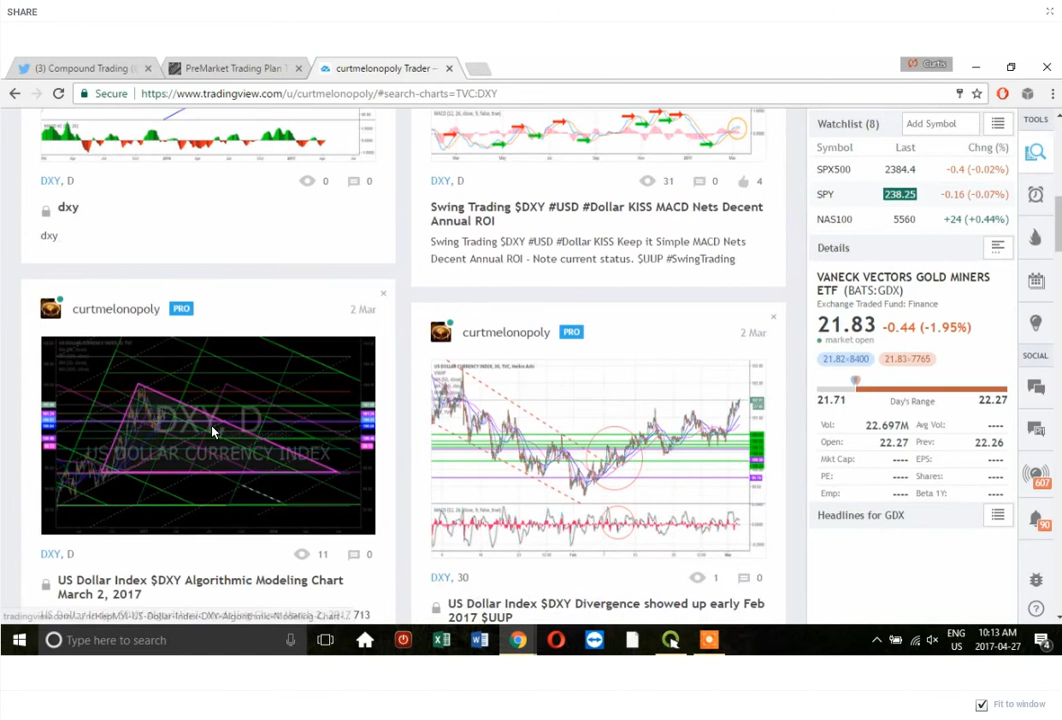 SHARE
(3) Compound Trading (
PreMarket Trading Plan T
curtmelonopoly Trader —
Curtis
Secure
https://www.tradingview.com/u/curtmelonopoly/#search-charts=TVC:DXY
DXY, D
0
0
dxy
dxy
DXY, D
31
0
4
Swing Trading $DXY #USD #Dollar KISS MACD Nets Decent
Annual ROI
Swing Trading $DXY #USD #Dollar KISS Keep it Simple MACD Nets
Decent Annual ROI - Note current status. $UUP #SwingTrading
curtmelonopoly
PRO
2 Mar
DXY, D
US DOLLAR CURRENCY INDEX
DXY, D
11
0
US Dollar Index $DXY Algorithmic Modeling Chart
March 2, 2017
curtmelonopoly
PRO
2 Mar
DXY, 30
1
0
US Dollar Index $DXY Divergence showed up early Feb
2017 $UUP
Watchlist (8)
Add Symbol
Symbol Last Chng (%)
SPX500 2384.4 -0.4 (-0.02%)
SPY 238.25 -0.16 (-0.07%)
NAS100 5560 +24 (+0.44%)
Details
VANECK VECTORS GOLD MINERS
ETF (BATS:GDX)
Exchange Traded Fund: Finance
21.83 -0.44 (-1.95%)
market open
21.82×8400 21.83×7765
21.71 Day's Range 22.27
Vol: 22.697M Avg Vol: ----
Open: 22.27 Prev: 22.26
Mkt Cap: ---- EPS: ----
PE: ---- Shares: ----
Emp: ---- Beta 1Y: ----
Headlines for GDX
TOOLS
SOCIAL
607
90
Type here to search
ENG
US
10:13 AM
2017-04-27
4
Fit to window